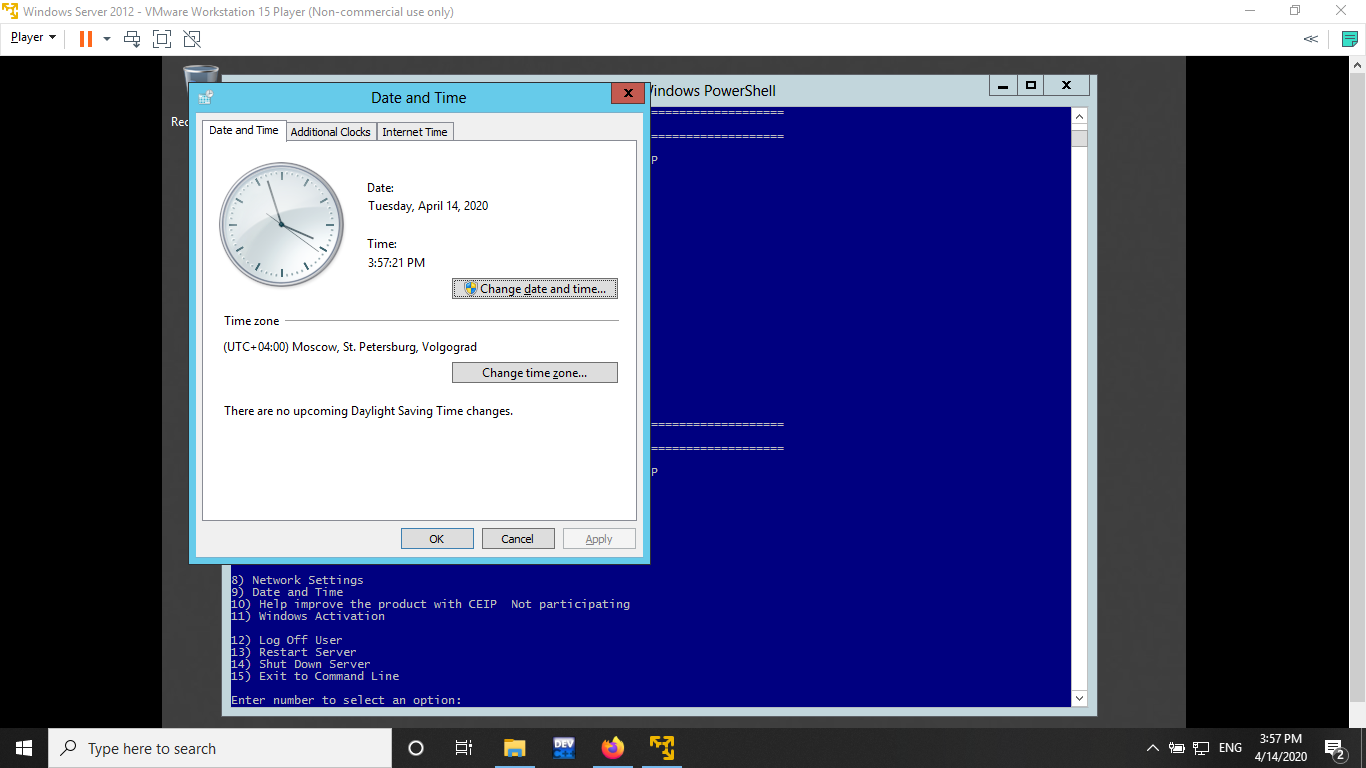 Windows Server 2012 - VMware Workstation 15 Player (Non-commercial use only)
Player
Windows PowerShell
Date and Time
Date and Time
Additional Clocks
Internet Time
Date:
Tuesday, April 14, 2020
Time:
3:57:21 PM
Change date and time...
Time zone
(UTC+04:00) Moscow, St. Petersburg, Volgograd
Change time zone...
There are no upcoming Daylight Saving Time changes.
OK
Cancel
Apply
===================
===================
P
===================
===================
P
8) Network Settings
9) Date and Time
10) Help improve the product with CEIP  Not participating
11) Windows Activation
12) Log Off User
13) Restart Server
14) Shut Down Server
15) Exit to Command Line
Enter number to select an option:
Type here to search
DEV
ENG
3:57 PM
4/14/2020
2